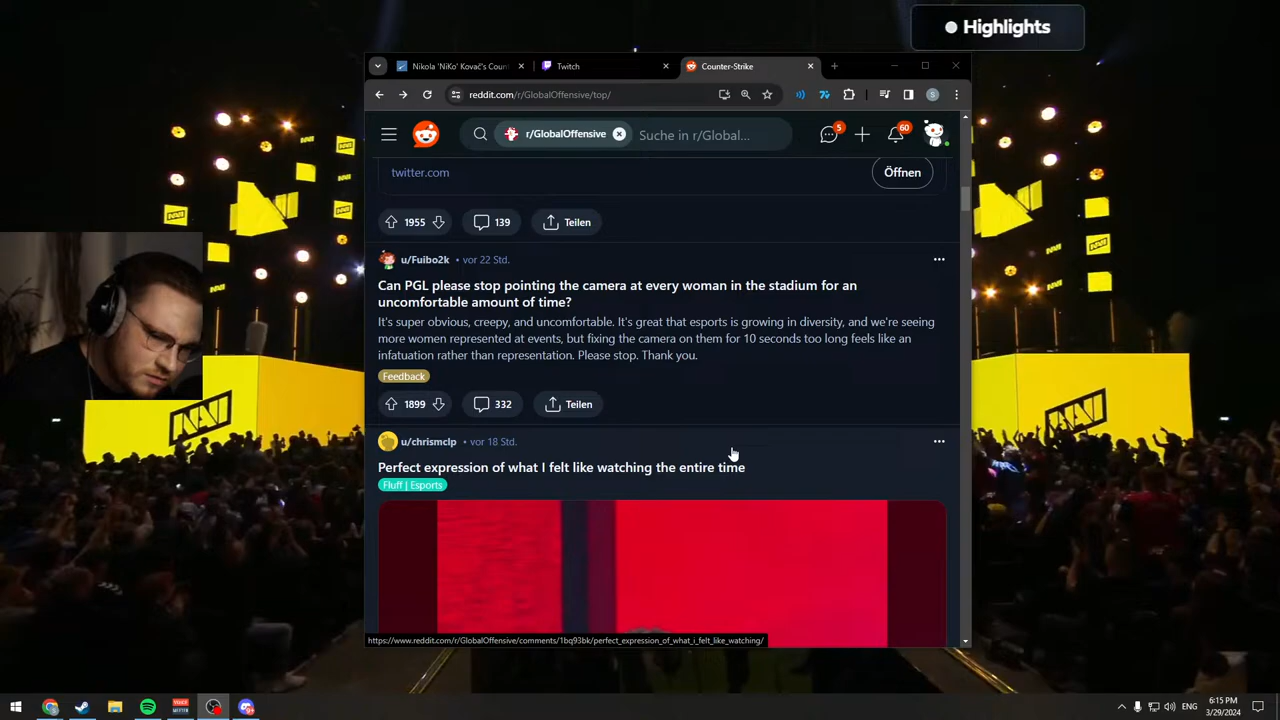 Highlights
Nikola 'NiKo' Kovač's Coun
Twitch
Counter-Strike
reddit.com/r/GlobalOffensive/top/
r/GlobalOffensive
Suche in r/Global...
5
60
S
twitter.com
Öffnen
1955
139
Teilen
u/Fuibo2k • vor 22 Std.
Can PGL please stop pointing the camera at every woman in the stadium for an
uncomfortable amount of time?
It's super obvious, creepy, and uncomfortable. It's great that esports is growing in diversity, and we're seeing
more women represented at events, but fixing the camera on them for 10 seconds too long feels like an
infatuation rather than representation. Please stop. Thank you.
Feedback
1899
332
Teilen
u/chrismclp • vor 18 Std.
Perfect expression of what I felt like watching the entire time
Fluff | Esports
https://www.reddit.com/r/GlobalOffensive/comments/1bq93bk/perfect_expression_of_what_i_felt_like_watching/
NAVI
NAVI
ENG
6:15 PM
3/29/2024